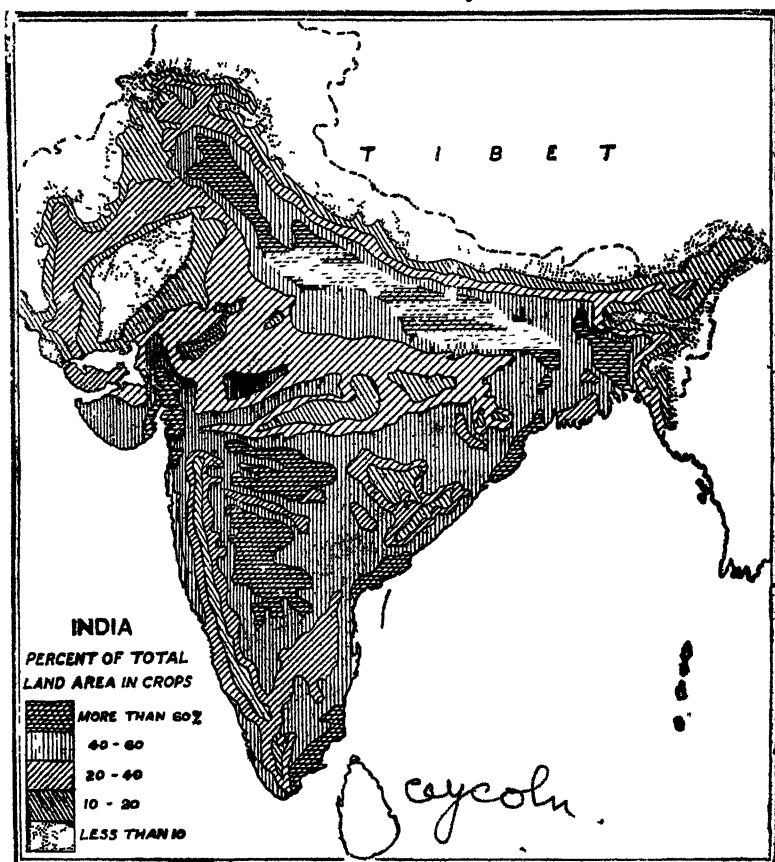 TIBET
INDIA
PERCENT OF TOTAL
LAND AREA IN CROPS
MORE THAN 60%
40-60
20-40
10-20
LESS THAN 10